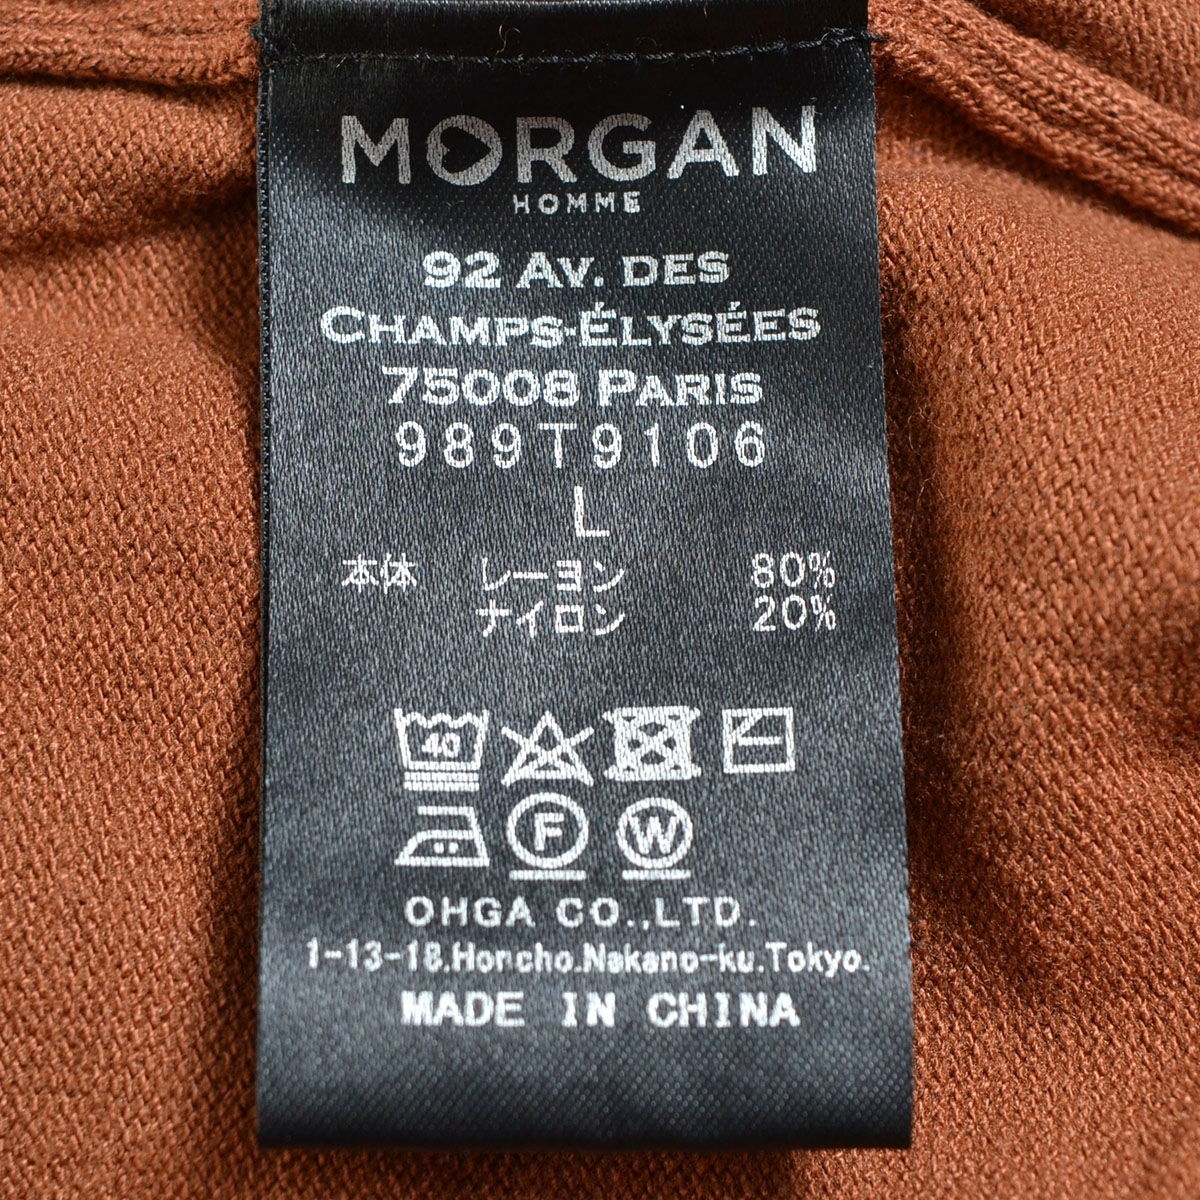 MORGAN
HOMME
92 AV. DES
CHAMPS-ÉLYSÉES
75008 PARIS
989T9106
L
本体 レーヨン 80%
ナイロン 20%
40
F W
OHGA CO.,LTD.
1-13-18.Honcho.Nakano-ku.Tokyo.
MADE IN CHINA